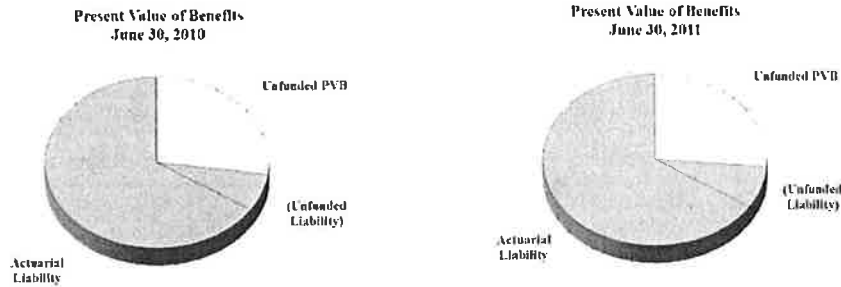 Present Value of Benefits
June 30, 2010
Unfunded PVB
(Unfunded
Liability)
Actuarial
Liability
Present Value of Benefits
June 30, 2011
Unfunded PVB
(Unfunded
Liability)
Actuarial
Liability